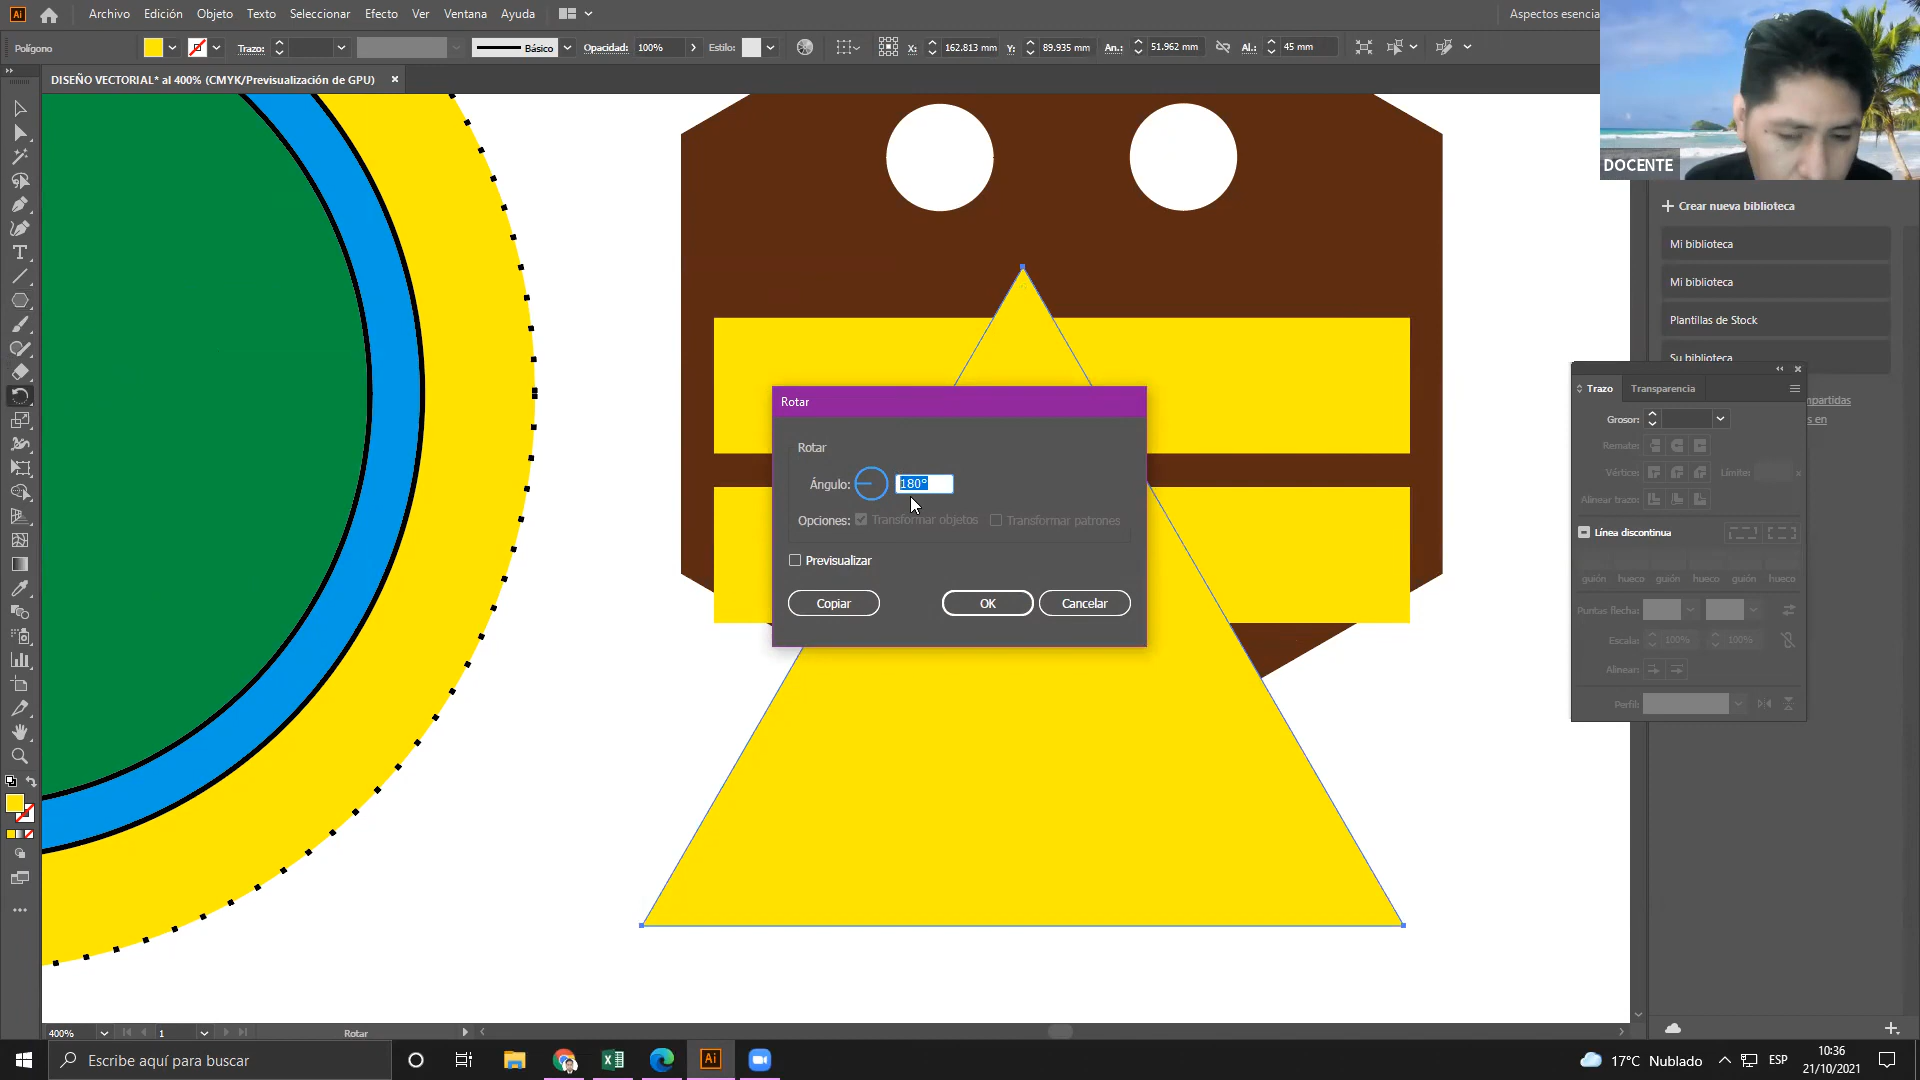 Archivo Edición Objeto Texto Seleccionar Efecto Ver Ventana Ayuda Aspectos esencia
Polígono Trazo: Básico Opacidad: 100% Estilo: X: 162.813 mm Y: 89.935 mm An.: 51.962 mm Al.: 45 mm
DISEÑO VECTORIAL* al 400% (CMYK/Previsualización de GPU)
DOCENTE
Crear nueva biblioteca
Mi biblioteca
Mi biblioteca
Plantillas de Stock
Su biblioteca
mpartidas
s en
Trazo Transparencia
Grosor:
Remate:
Vértices: Límite:
Alinear trazo:
Línea discontinua
guión hueco guión hueco guión hueco
Puntas flecha:
Escala: 100% 100%
Alinear:
Perfil:
Rotar
Rotar
Ángulo: 180°
Opciones: Transformar objetos Transformar patrones
Previsualizar
Copiar OK Cancelar
400% 1 Rotar
Escribe aquí para buscar
17°C Nublado ESP
10:36
21/10/2021